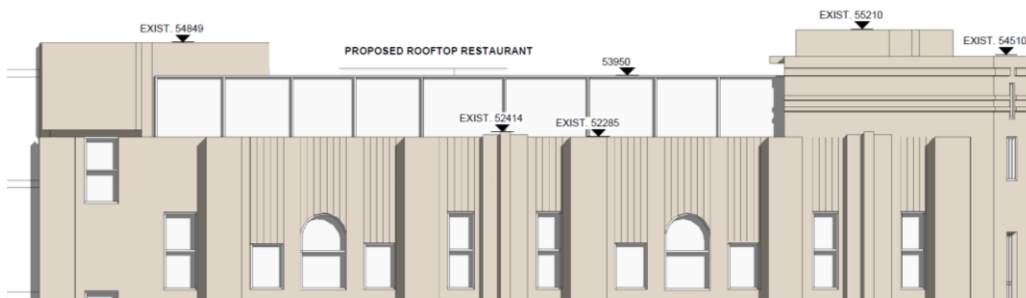 EXIST. 55210
EXIST. 54849
EXIST. 54510
PROPOSED ROOFTOP RESTAURANT
53950
EXIST. 52414
EXIST. 52285